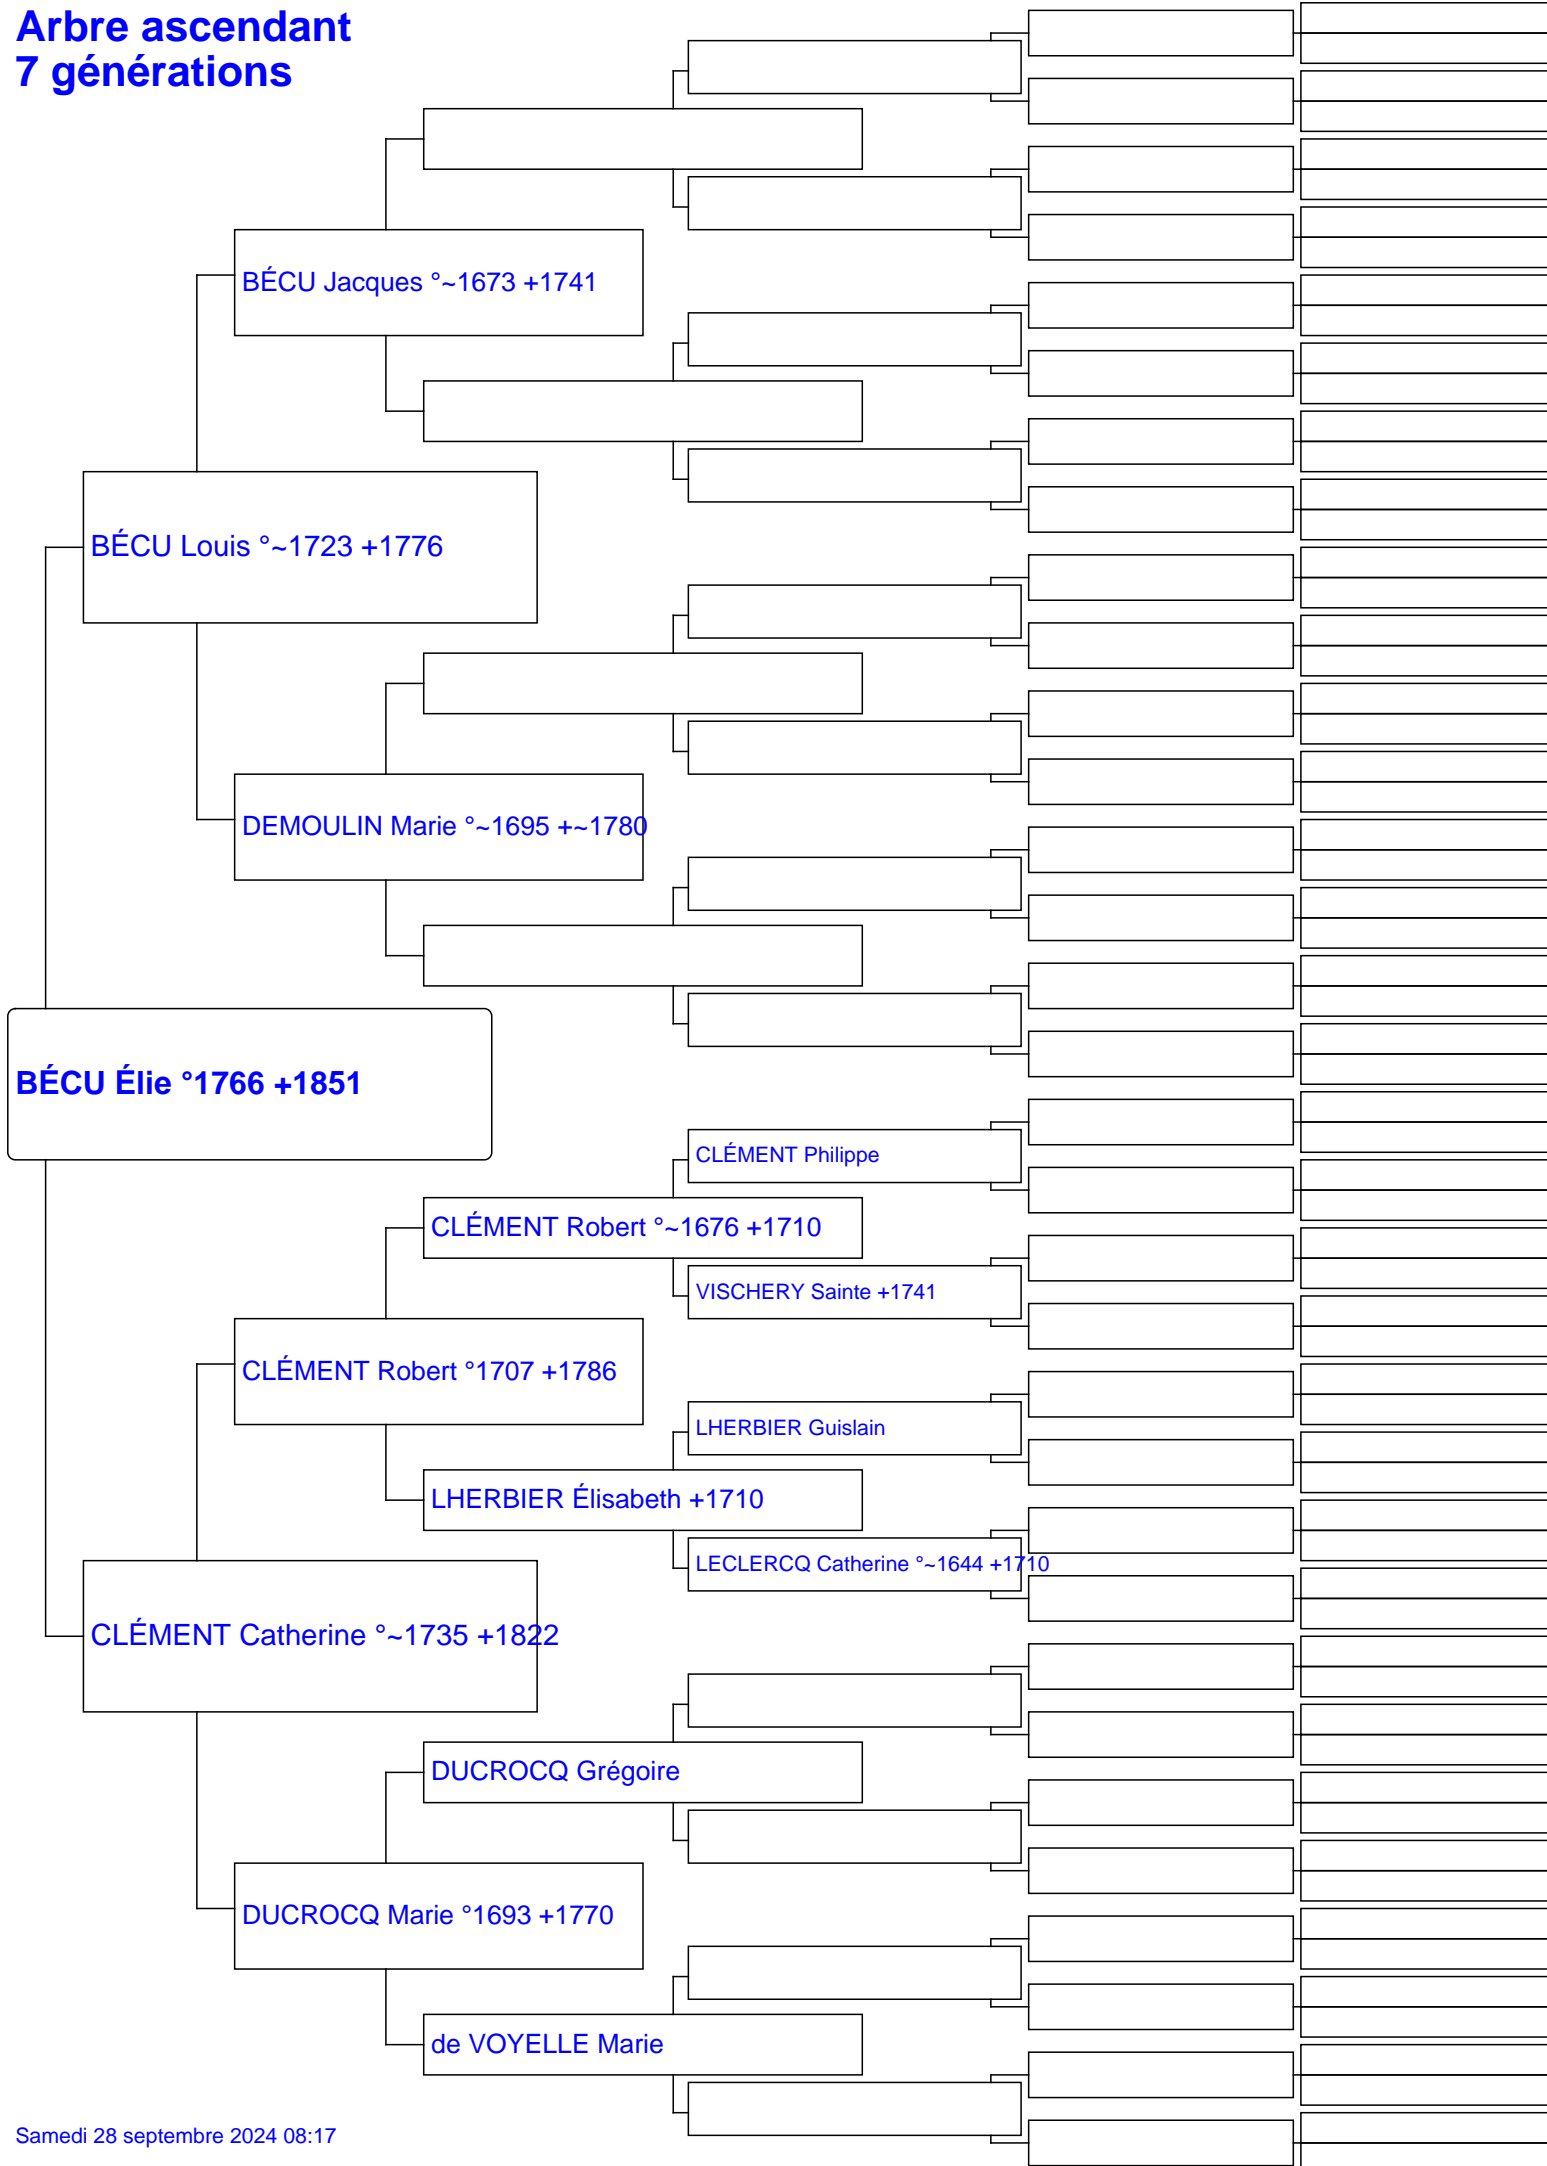 Arbre ascendant
7 générations
BÉCU Jacques °~1673 +1741
BÉCU Louis °~1723 +1776
DEMOULIN Marie °~1695 +~1780
BÉCU Élie °1766 +1851
CLÉMENT Philippe
CLÉMENT Robert °~1676 +1710
VISCHERY Sainte +1741
CLÉMENT Robert °1707 +1786
LHERBIER Guislain
LHERBIER Élisabeth +1710
LECLERCQ Catherine °~1644 +1710
CLÉMENT Catherine °~1735 +1822
DUCROCQ Grégoire
DUCROCQ Marie °1693 +1770
de VOYELLE Marie
Samedi 28 septembre 2024 08:17